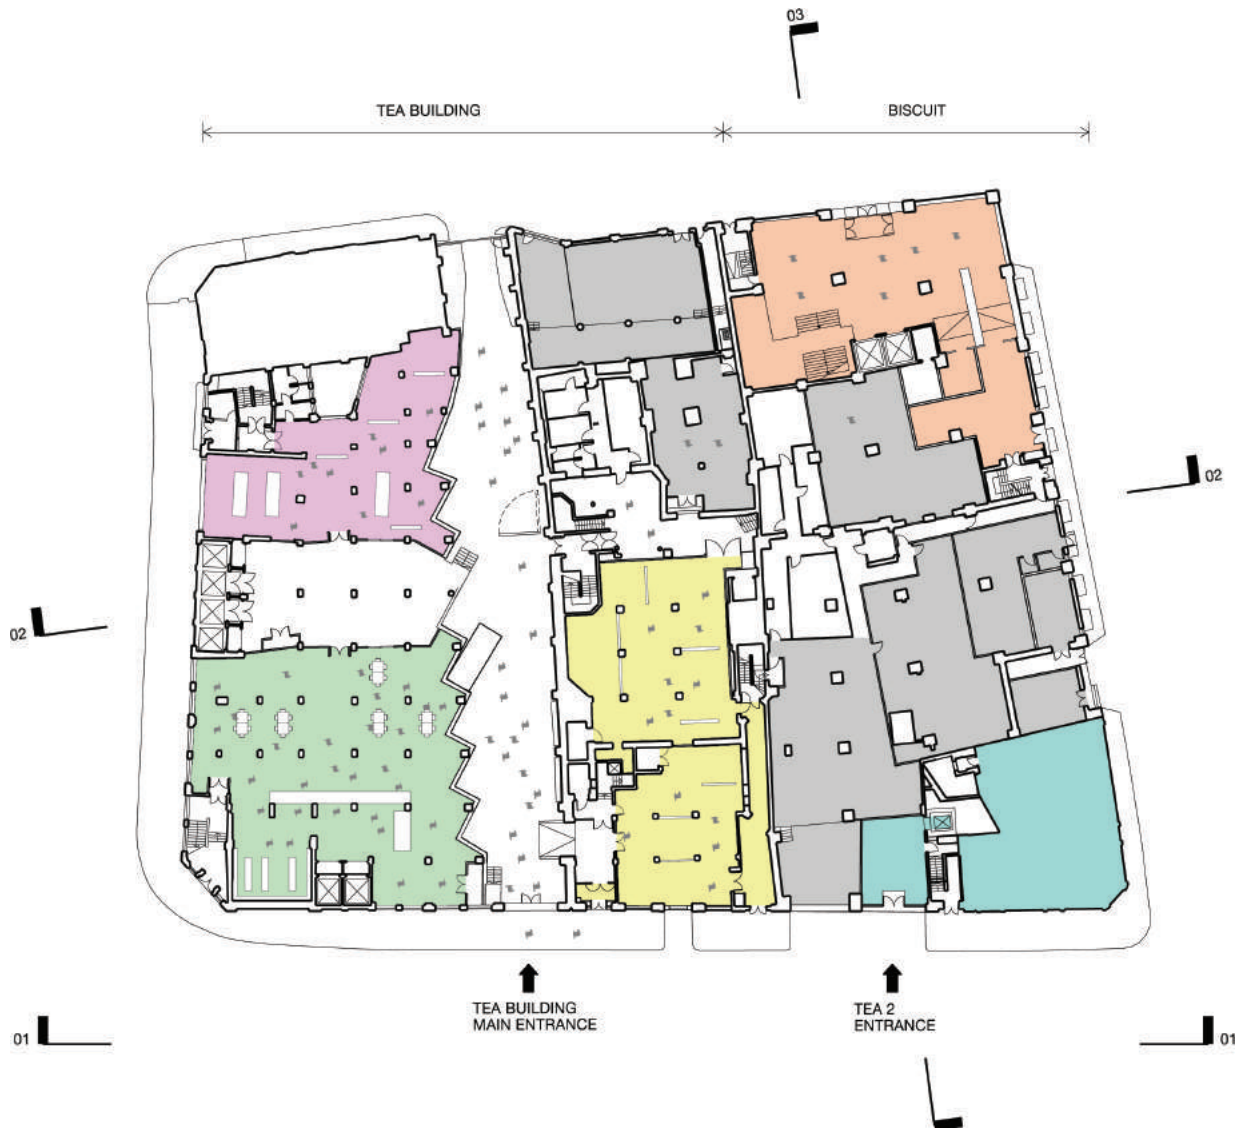 03
TEA BUILDING
BISCUIT
02
02
TEA BUILDING
MAIN ENTRANCE
TEA 2
ENTRANCE
01
01